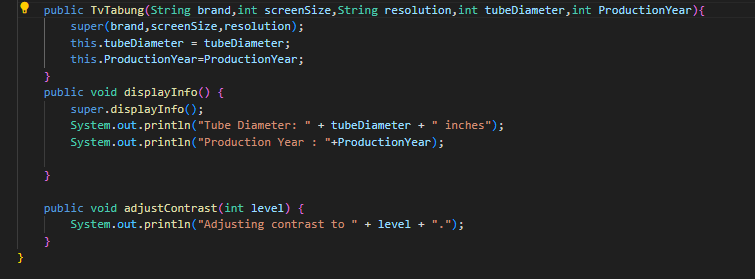 public TvTabung(String brand,int screenSize,String resolution,int tubeDiameter,int ProductionYear){
super(brand,screenSize,resolution);
this.tubeDiameter = tubeDiameter;
this.ProductionYear=ProductionYear;
}
public void displayInfo() {
super.displayInfo();
System.out.println("Tube Diameter: " + tubeDiameter + " inches");
System.out.println("Production Year : "+ProductionYear);
}
public void adjustContrast(int level) {
System.out.println("Adjusting contrast to " + level + ".");
}
}